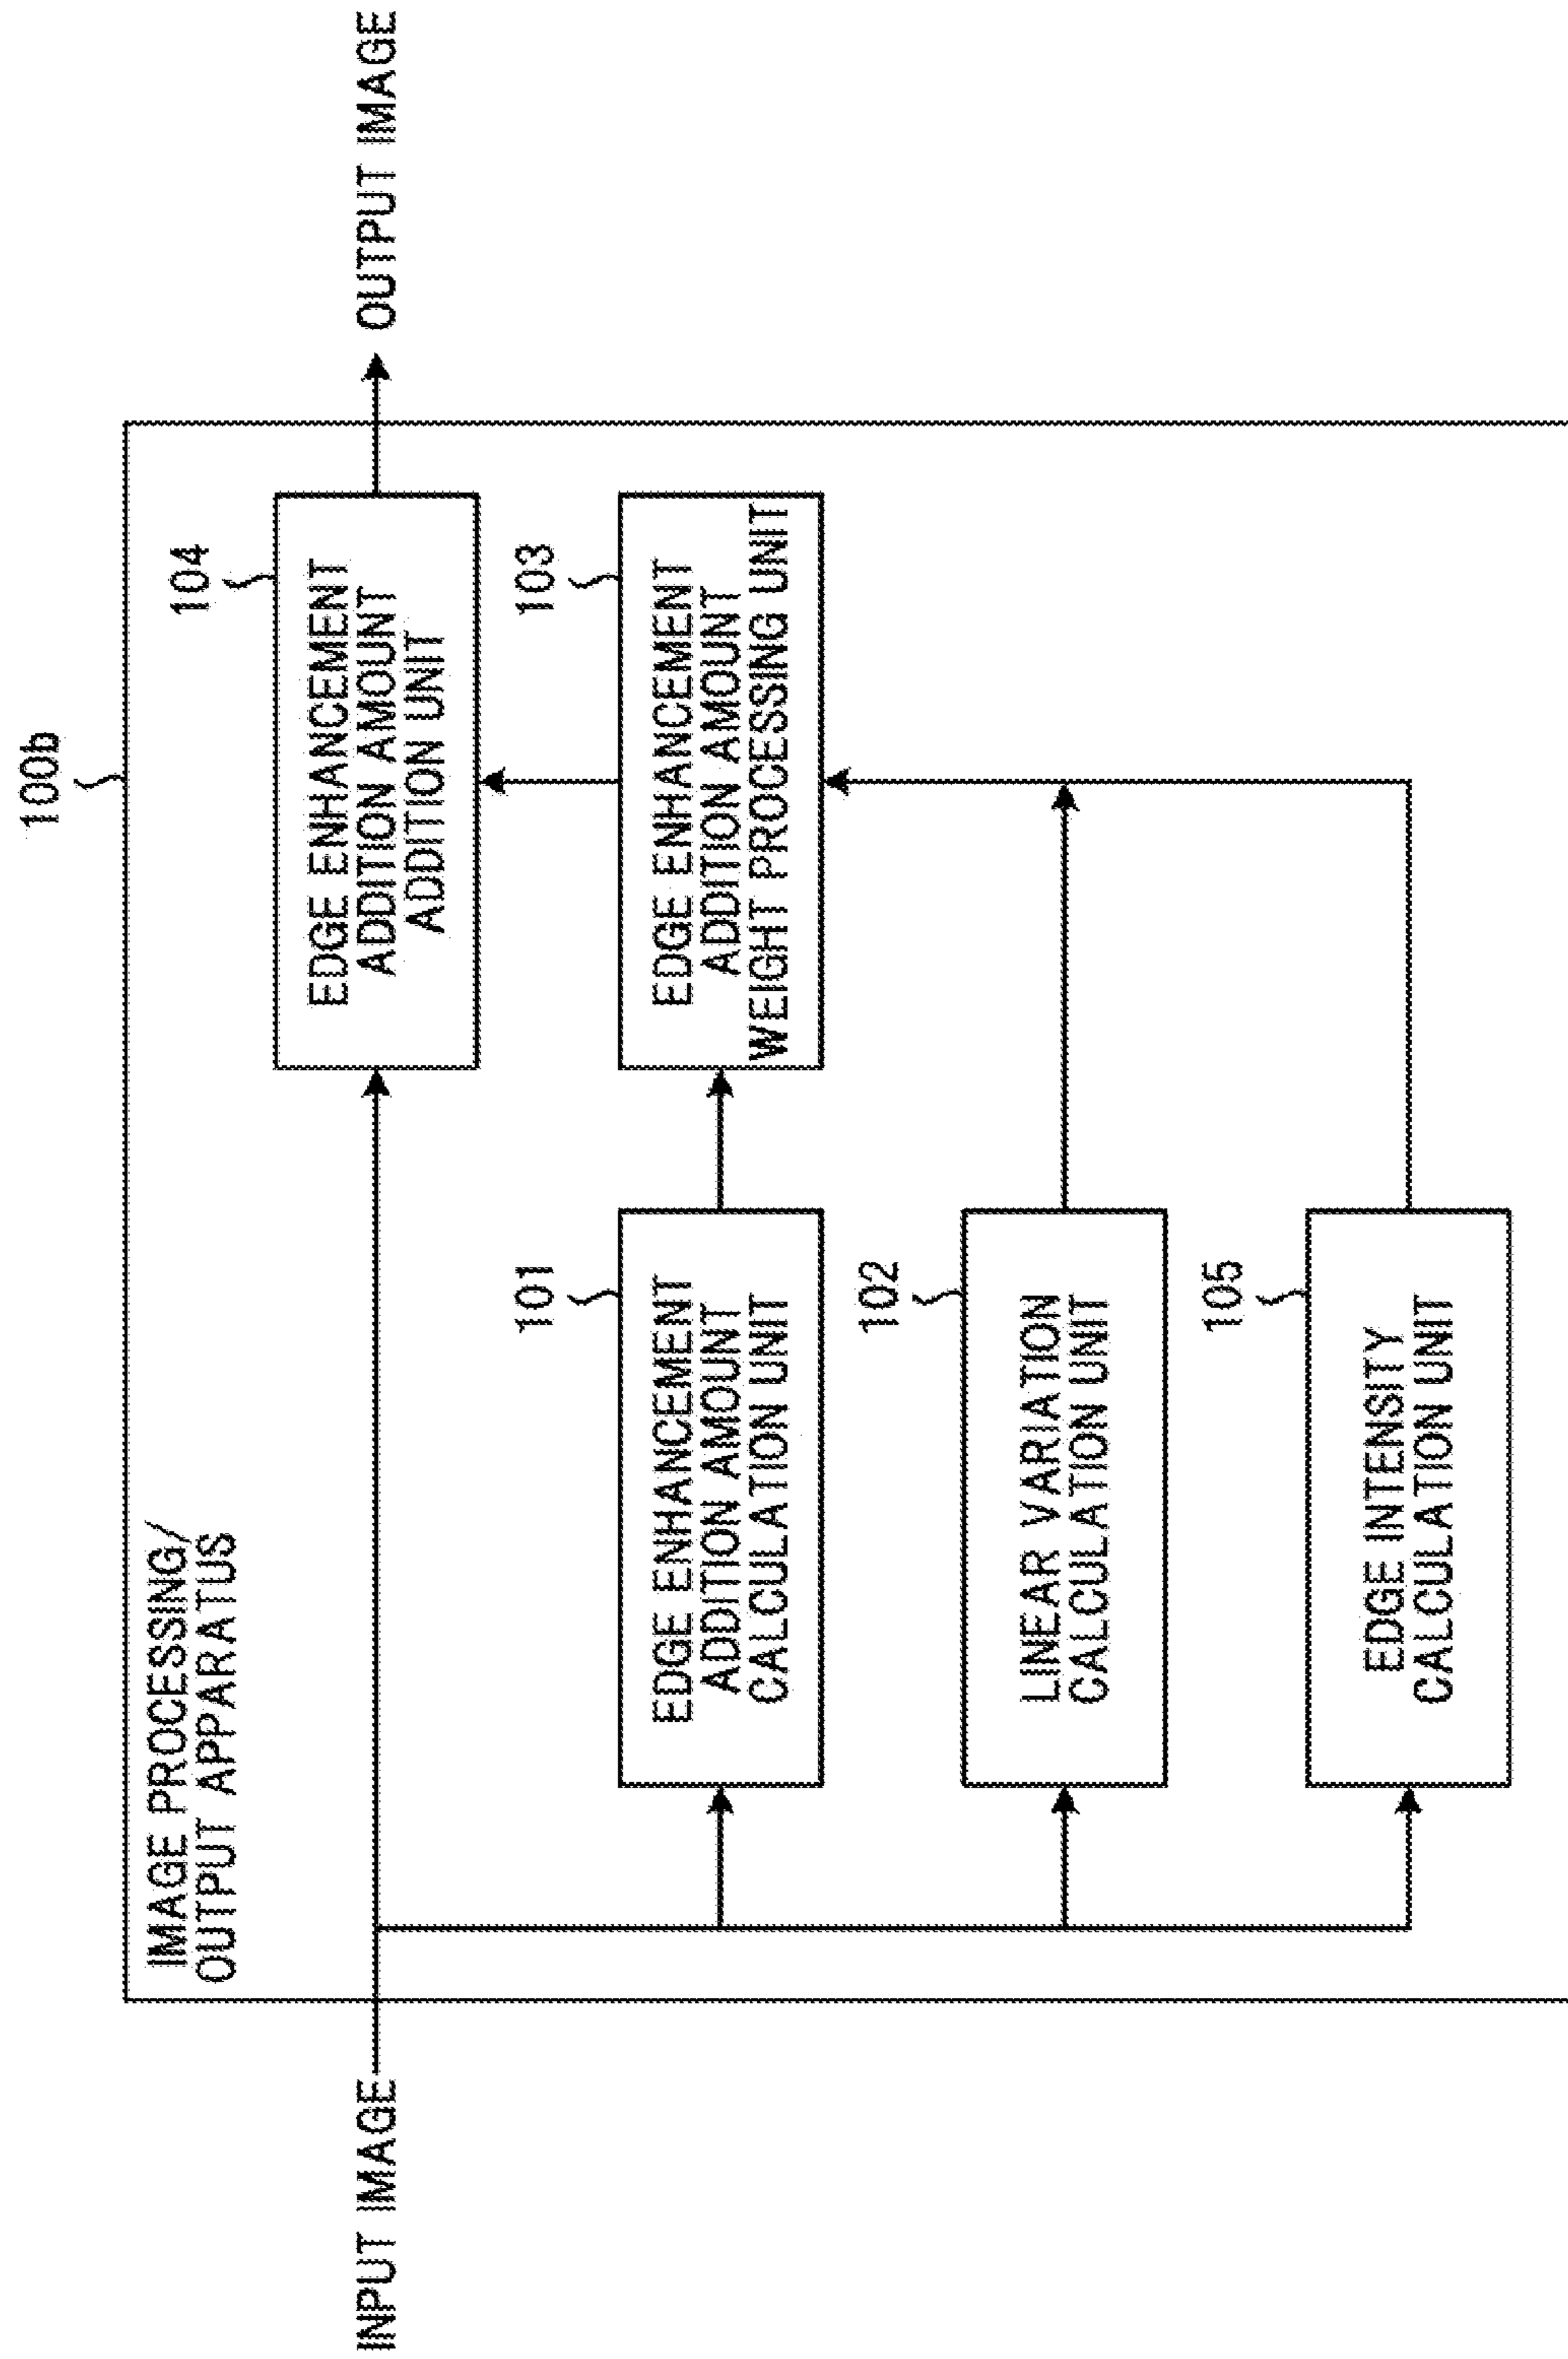 100b
IMAGE PROCESSING/
OUTPUT APPARATUS
INPUT IMAGE
OUTPUT IMAGE
104
EDGE ENHANCEMENT
ADDITION AMOUNT
ADDITION UNIT
101
EDGE ENHANCEMENT
ADDITION AMOUNT
CALCULATION UNIT
103
EDGE ENHANCEMENT
ADDITION AMOUNT
WEIGHT PROCESSING UNIT
102
LINEAR VARIATION
CALCULATION UNIT
105
EDGE INTENSITY
CALCULATION UNIT